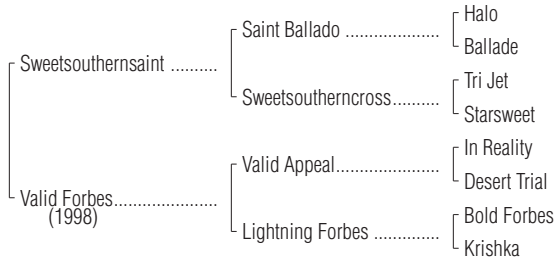 Halo
Saint Ballado ....................
Ballade
Sweetsouthernsaint ..........
Tri Jet
Sweetsoutherncross..........
Starsweet
In Reality
Valid Appeal......................
Desert Trial
Valid Forbes......................
(1998)
Bold Forbes
Lightning Forbes ..............
Krishka